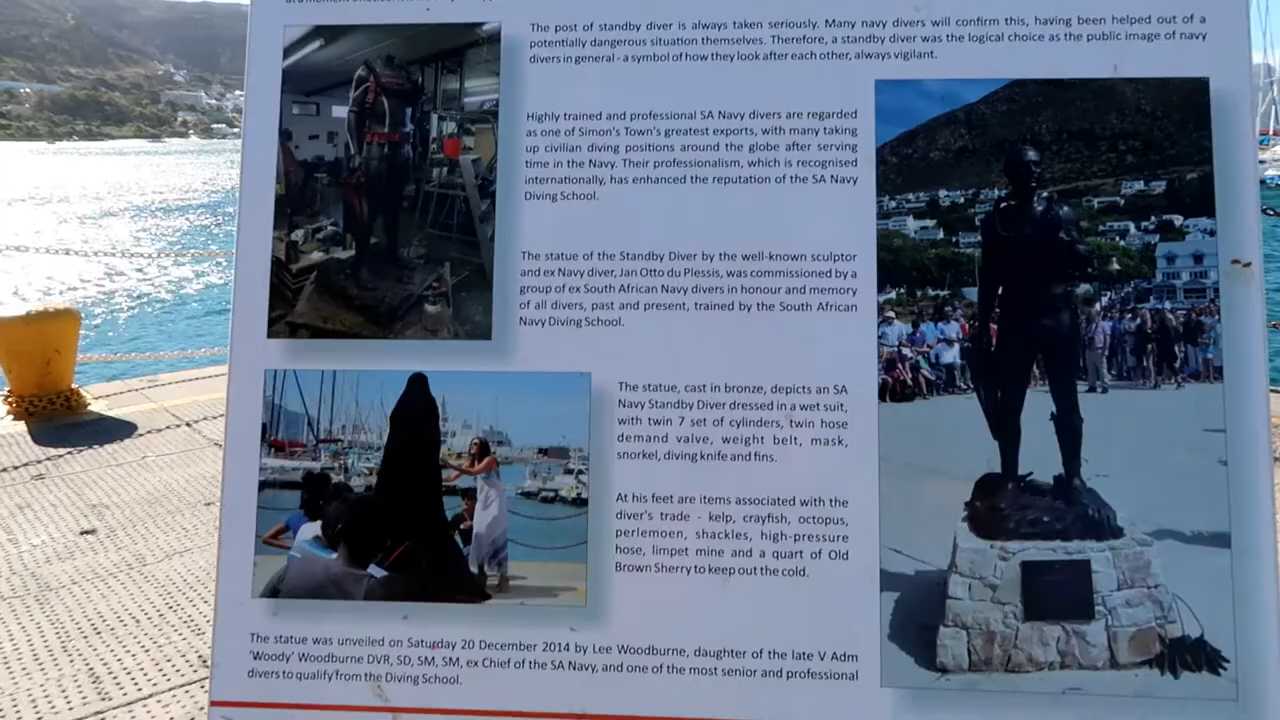 The post of standby diver is always taken seriously. Many navy divers will confirm this, having been helped out of a
potentially dangerous situation themselves. Therefore, a standby diver was the logical choice as the public image of navy
divers in general - a symbol of how they look after each other, always vigilant.
Highly trained and professional SA Navy divers are regarded
as one of Simon's Town's greatest exports, with many taking
up civilian diving positions around the globe after serving
time in the Navy. Their professionalism, which is recognised
internationally, has enhanced the reputation of the SA Navy
Diving School.
The statue of the Standby Diver by the well-known sculptor
and ex Navy diver, Jan Otto du Plessis, was commissioned by a
group of ex South African Navy divers in honour and memory
of all divers, past and present, trained by the South African
Navy Diving School.
The statue, cast in bronze, depicts an SA
Navy Standby Diver dressed in a wet suit,
with twin 7 set of cylinders, twin hose
demand valve, weight belt, mask,
snorkel, diving knife and fins.
At his feet are items associated with the
diver's trade - kelp, crayfish, octopus,
perlemoen, shackles, high-pressure
hose, limpet mine and a quart of Old
Brown Sherry to keep out the cold.
The statue was unveiled on Saturday 20 December 2014 by Lee Woodburne, daughter of the late V Adm
'Woody' Woodburne DVR, SD, SM, SM, ex Chief of the SA Navy, and one of the most senior and professional
divers to qualify from the Diving School.